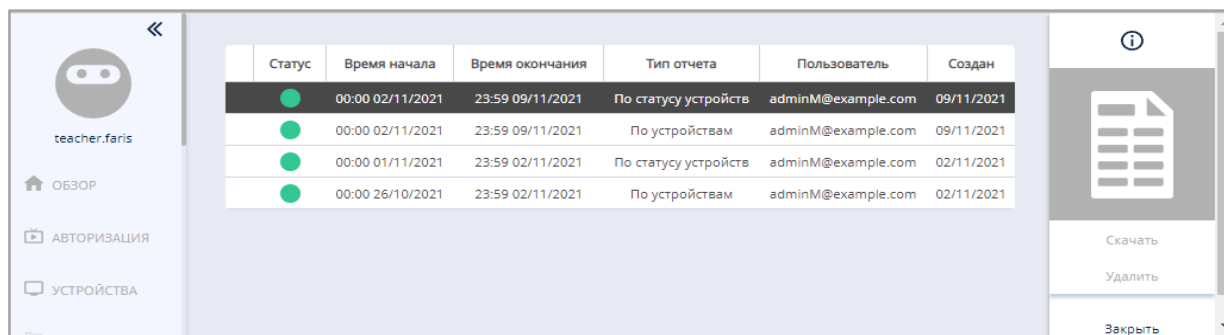 teacher.faris
ОБЗОР
АВТОРИЗАЦИЯ
УСТРОЙСТВА
Статус Время начала Время окончания Тип отчета Пользователь Создан
00:00 02/11/2021 23:59 09/11/2021 По статусу устройств adminM@example.com 09/11/2021
00:00 02/11/2021 23:59 09/11/2021 По устройствам adminM@example.com 09/11/2021
00:00 01/11/2021 23:59 02/11/2021 По статусу устройств adminM@example.com 02/11/2021
00:00 26/10/2021 23:59 02/11/2021 По устройствам adminM@example.com 02/11/2021
Скачать
Удалить
Закрыть